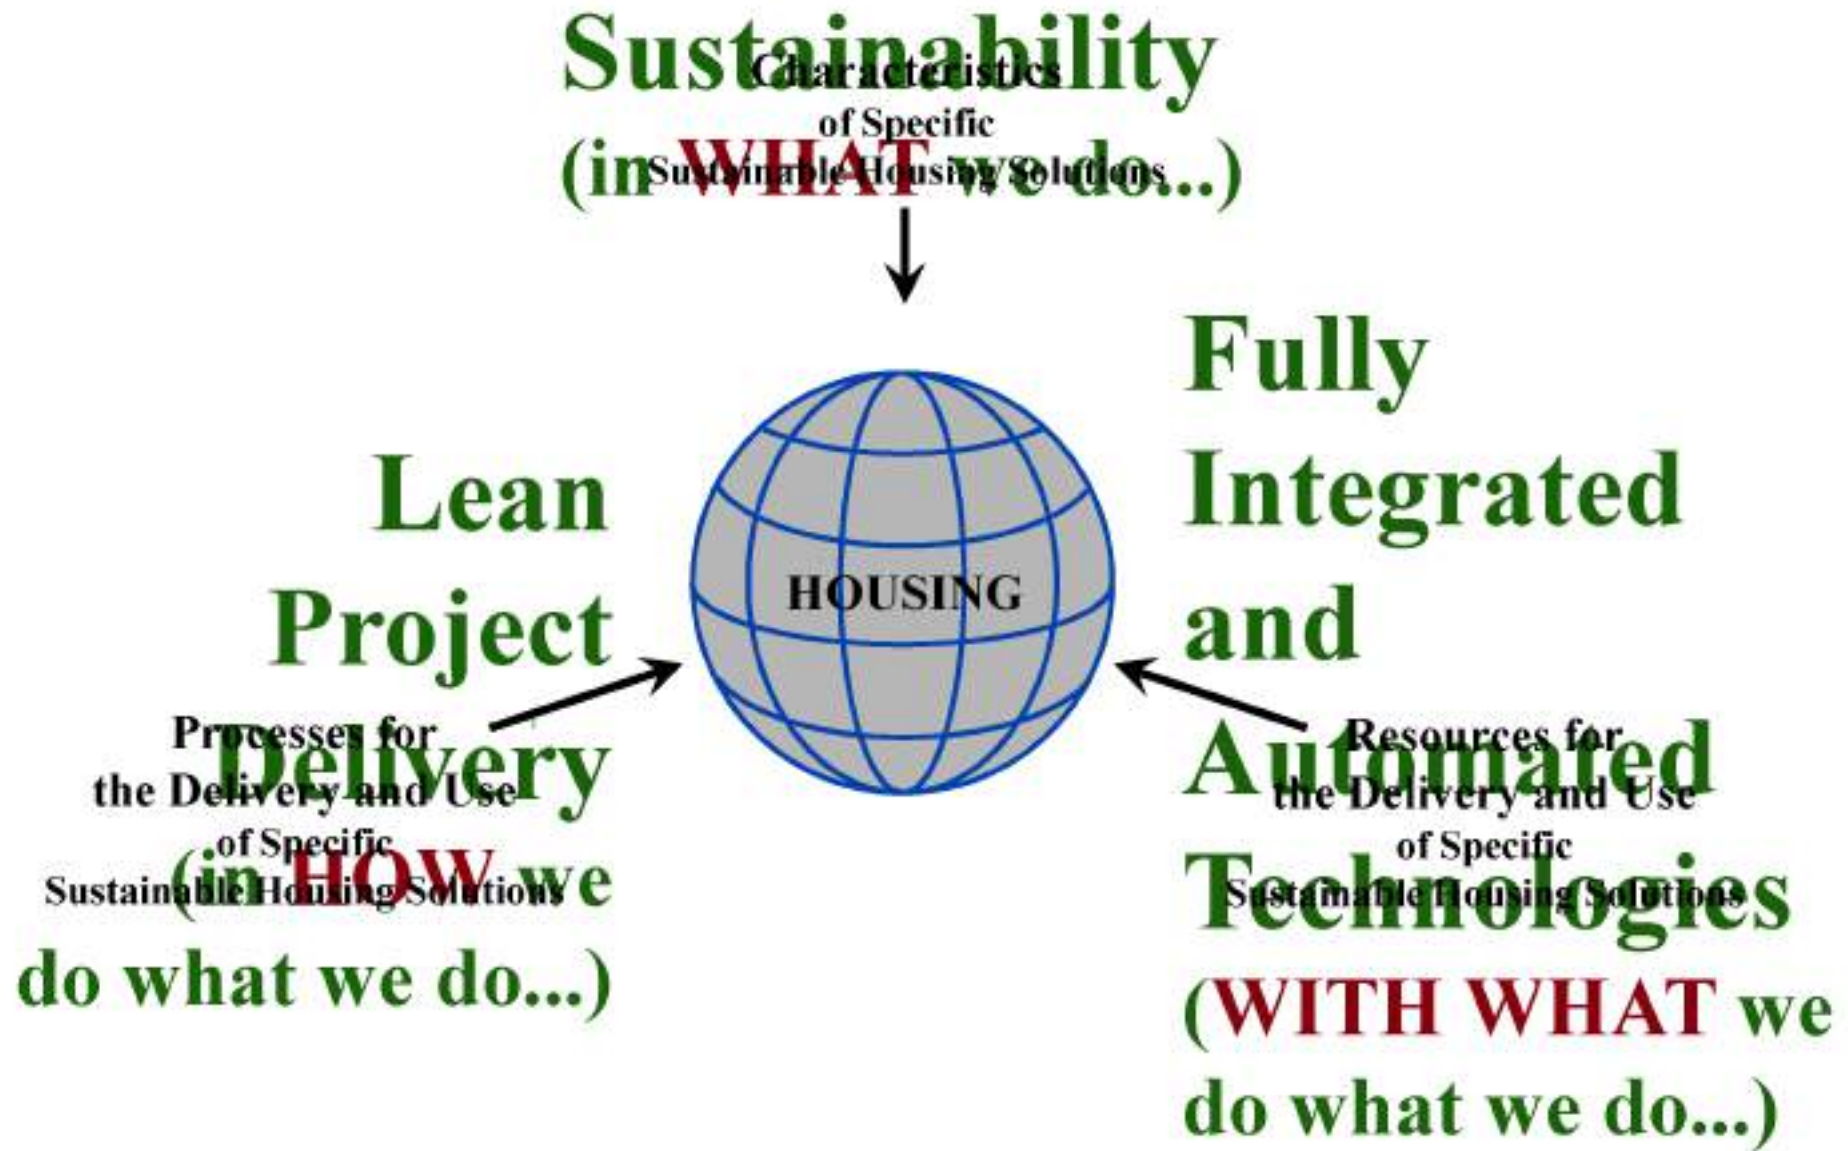 Sustainability
(in WHAT we do...)
Characteristics
of Specific
Sustainable Housing Solutions
HOUSING
Lean
Project
Delivery
(in HOW we
do what we do...)
Processes for
the Delivery and Use
of Specific
Sustainable Housing Solutions
Fully
Integrated
and
Automated
Technologies
(WITH WHAT we
do what we do...)
Resources for
the Delivery and Use
of Specific
Sustainable Housing Solutions